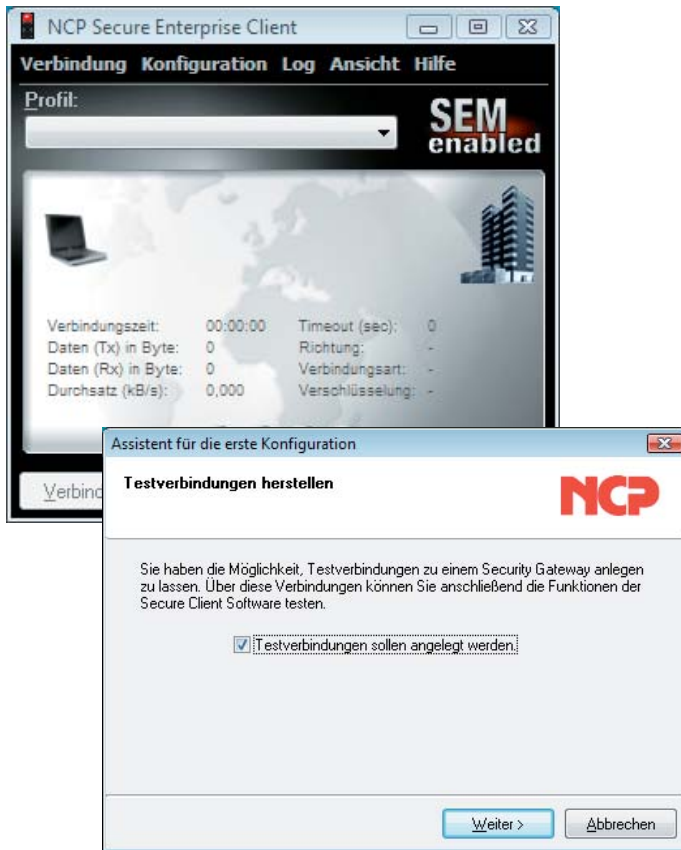 NCP Secure Enterprise Client
Verbindung Konfiguration Log Ansicht Hilfe
Profil:
SEM
enabled
Verbindungszeit: 00:00:00 Timeout (sec): 0
Daten (Tx) in Byte: 0 Richtung: -
Daten (Rx) in Byte: 0 Verbindungsart: -
Durchsatz (kB/s): 0,000 Verschlüsselung: -
Assistent für die erste Konfiguration
Verbind
Testverbindungen herstellen
NCP
Sie haben die Möglichkeit, Testverbindungen zu einem Security Gateway anlegen
zu lassen. Über diese Verbindungen können Sie anschließend die Funktionen der
Secure Client Software testen.
Testverbindungen sollen angelegt werden.
Weiter >
Abbrechen